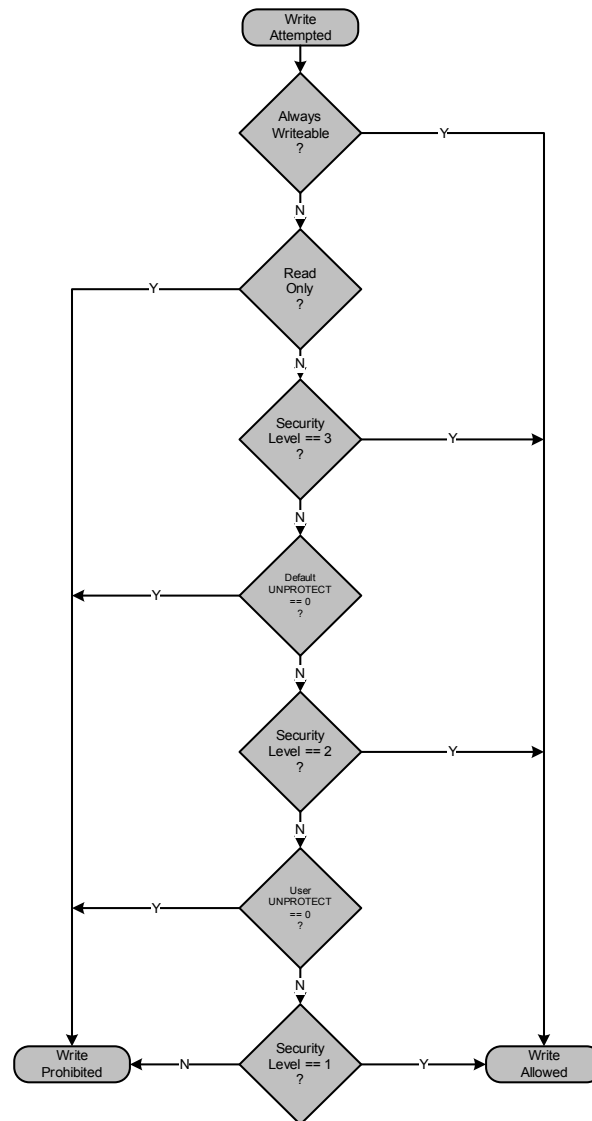 Write
Attempted
Always
Writeable
?
Y
N
Read
Only
?
Y
N
Security
Level == 3
?
Y
N
Default
UNPROTECT
== 0
?
Y
N
Security
Level == 2
?
Y
N
User
UNPROTECT
== 0
?
Y
N
Write
Prohibited
N
Security
Level == 1
?
Y
Write
Allowed